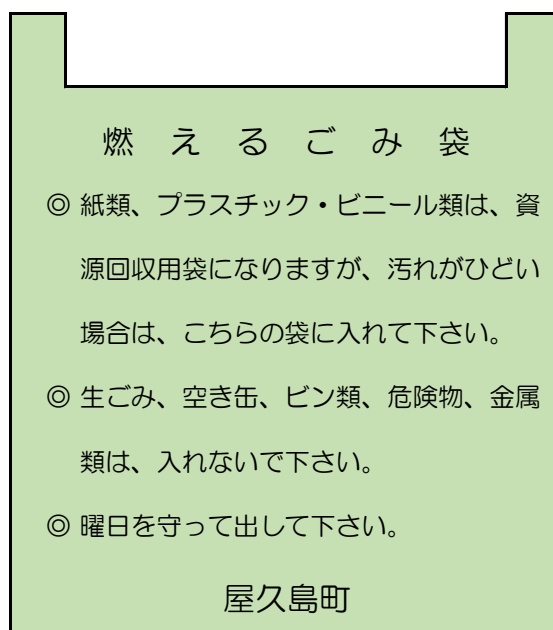 燃えるごみ袋
◎ 紙類、プラスチック・ビニール類は、資
源回収用袋になりますが、汚れがひどい
場合は、こちらの袋に入れて下さい。
◎ 生ごみ、空き缶、ビン類、危険物、金属
類は、入れないで下さい。
◎ 曜日を守って出して下さい。
屋久島町